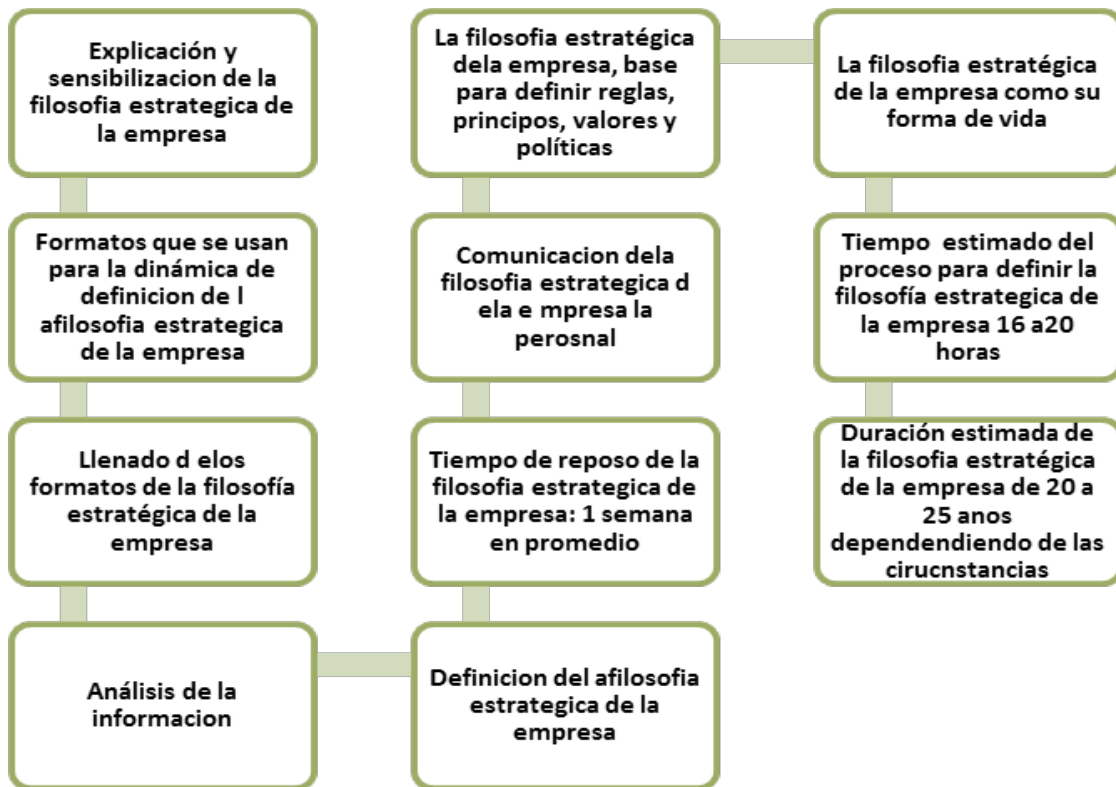 Explicación y
sensibilizacion de la
filosofia estrategica de
la empresa
Formatos que se usan
para la dinámica de
definicion de l
afilosofia estrategica
de la empresa
Llenado d elos
formatos de la filosofía
estratégica de la
empresa
Análisis de la
informacion
Definicion del afilosofia
estrategica de la
empresa
Tiempo de reposo de la
filosofia estrategica de
la empresa: 1 semana
en promedio
Comunicacion dela
filosofia estrategica d
ela e mpresa la
perosnal
La filosofia estratégica
dela empresa, base
para definir reglas,
principos, valores y
políticas
La filosofia estratégica
de la empresa como su
forma de vida
Tiempo  estimado del
proceso para definir la
filosofía estrategica de
la empresa 16 a20
horas
Duración estimada de
la filosofia estratégica
de la empresa de 20 a
25 anos
dependendiendo de las
cirucnstancias